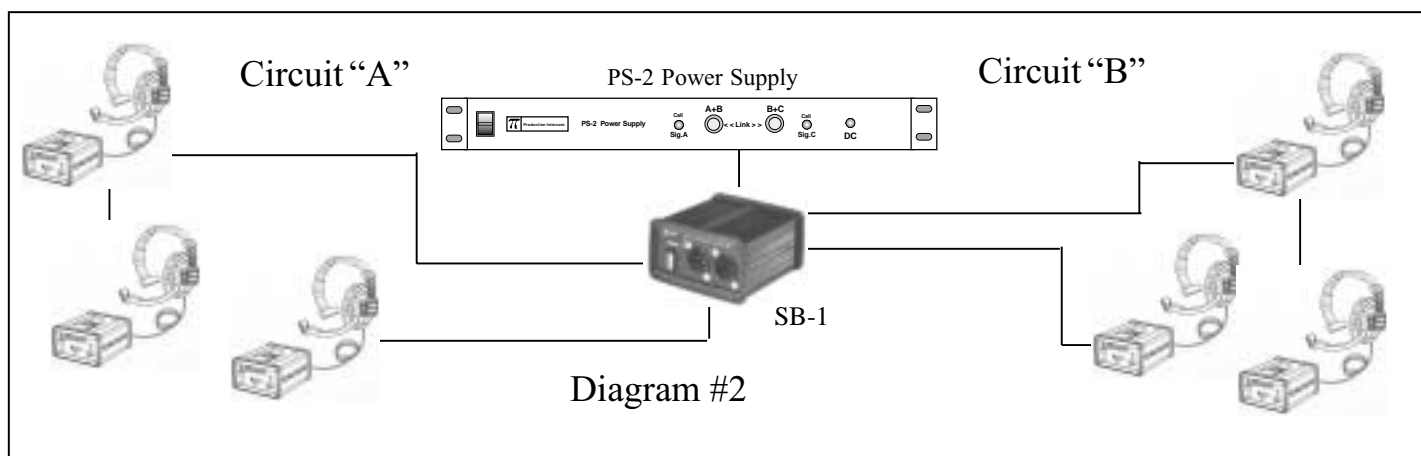 Circuit “A”
PS-2 Power Supply
Circuit “B”
Production Intercom
PS-2 Power Supply
Call
Sig.A
A+B
< < Link > >
B+C
Call
Sig.C
DC
SB-1
Diagram #2